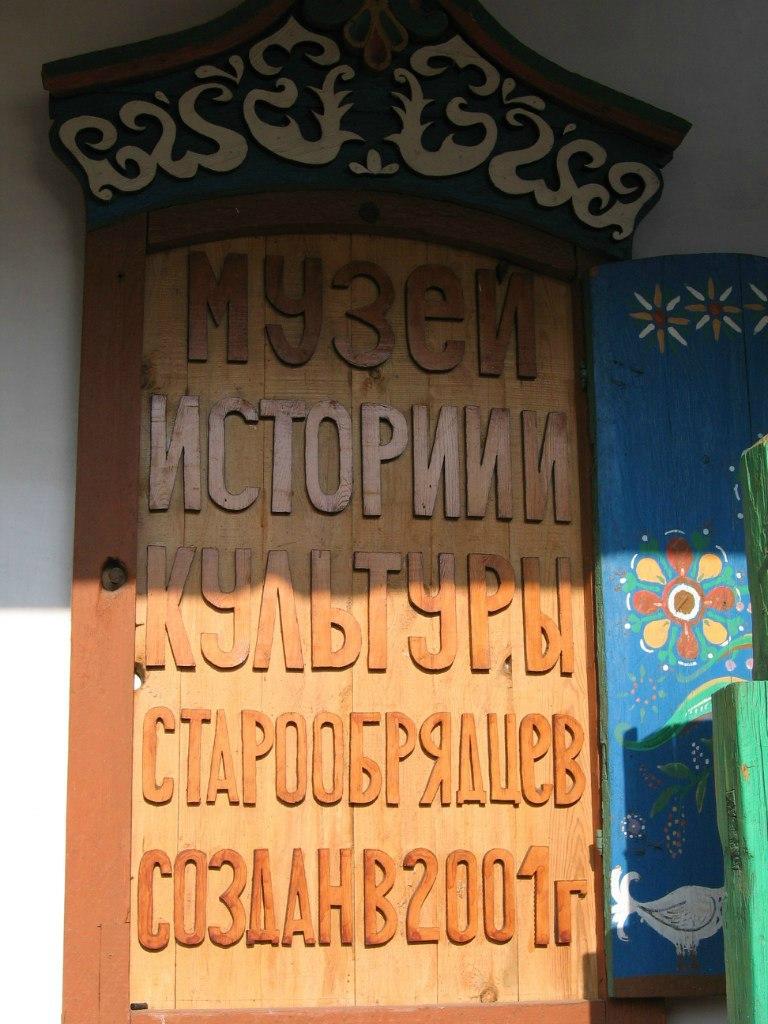 МУЗЕЙ
ИСТОРИИ И
КУЛЬТУРЫ
СТАРООБРЯДЦЕВ
СОЗДАН В 2001 г